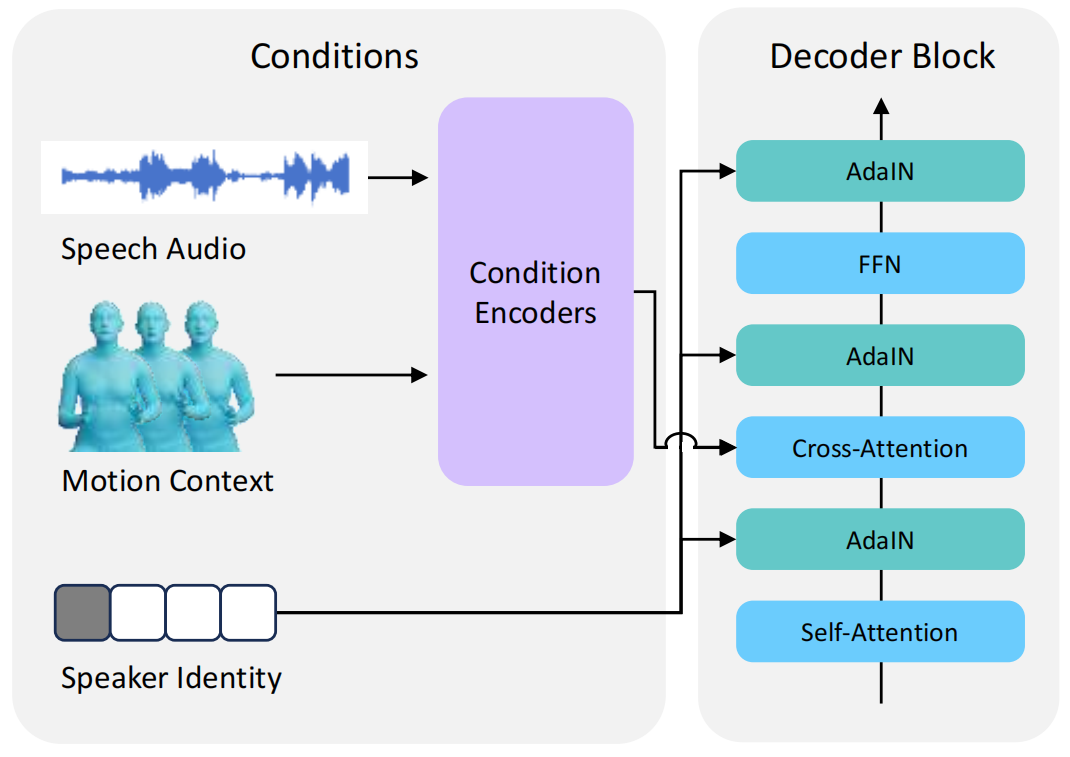 Conditions
Speech Audio
Motion Context
Speaker Identity
Condition
Encoders
Decoder Block
AdaIN
FFN
AdaIN
Cross-Attention
AdaIN
Self-Attention